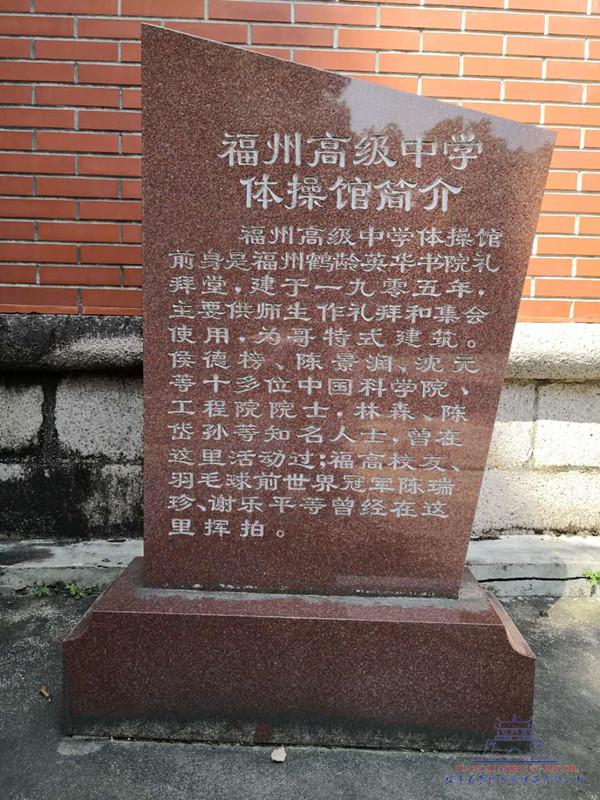 福州高级中学
体操馆简介
福州高级中学体操馆
前身是福州鹤龄英华书院礼
拜堂，建于一九零五年，
主要供师生作礼拜和集会
使用，为哥特式建筑。
侯德榜、陈景润、沈元
等十多位中国科学院、
工程院院士，林森、陈
岱孙等知名人士，曾在
这里活动过；福高校友、
羽毛球前世界冠军陈瑞
珍、谢乐平等曾经在这
里挥拍。